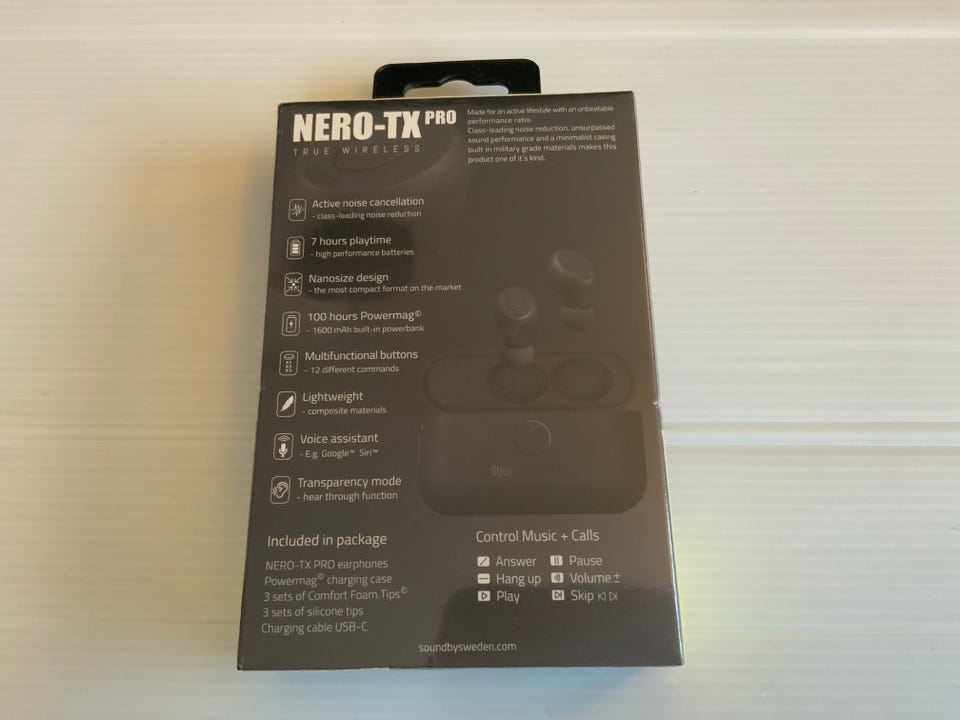 NERO-TX PRO
TRUE WIRELESS
Made for an active lifestyle with an unbeatable
performance ratio.
Class-leading noise reduction, unsurpassed
sound performance and a minimalist casing
built in military grade materials makes this
product one of it's kind.
Active noise cancellation
- class-leading noise reduction
7 hours playtime
- high performance batteries
Nanosize design
- the most compact format on the market
100 hours Powermag©
- 1600 mAh built-in powerbank
Multifunctional buttons
- 12 different commands
Lightweight
- composite materials
Voice assistant
- E.g. Google™ Siri™
Transparency mode
- hear through function
Included in package
NERO-TX PRO earphones
Powermag© charging case
3 sets of Comfort Foam Tips©
3 sets of silicone tips
Charging cable USB-C
Control Music + Calls
Answer
Pause
Hang up
Volume ±
Play
Skip
soundbysweden.com